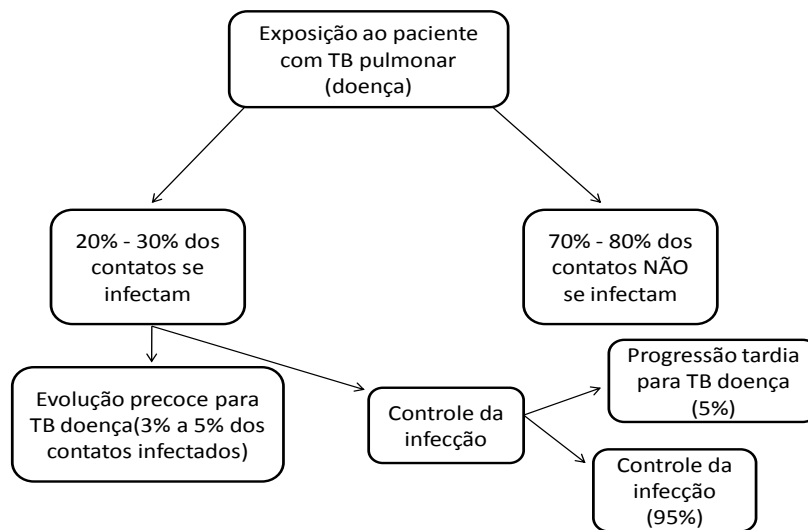 Exposição ao paciente
com TB pulmonar
(doença)
20% - 30% dos
contatos se
infectam
70% - 80% dos
contatos NÃO
se infectam
Evolução precoce para
TB doença(3% a 5% dos
contatos infectados)
Controle da
infecção
Progressão tardia
para TB doença
(5%)
Controle da
infecção
(95%)